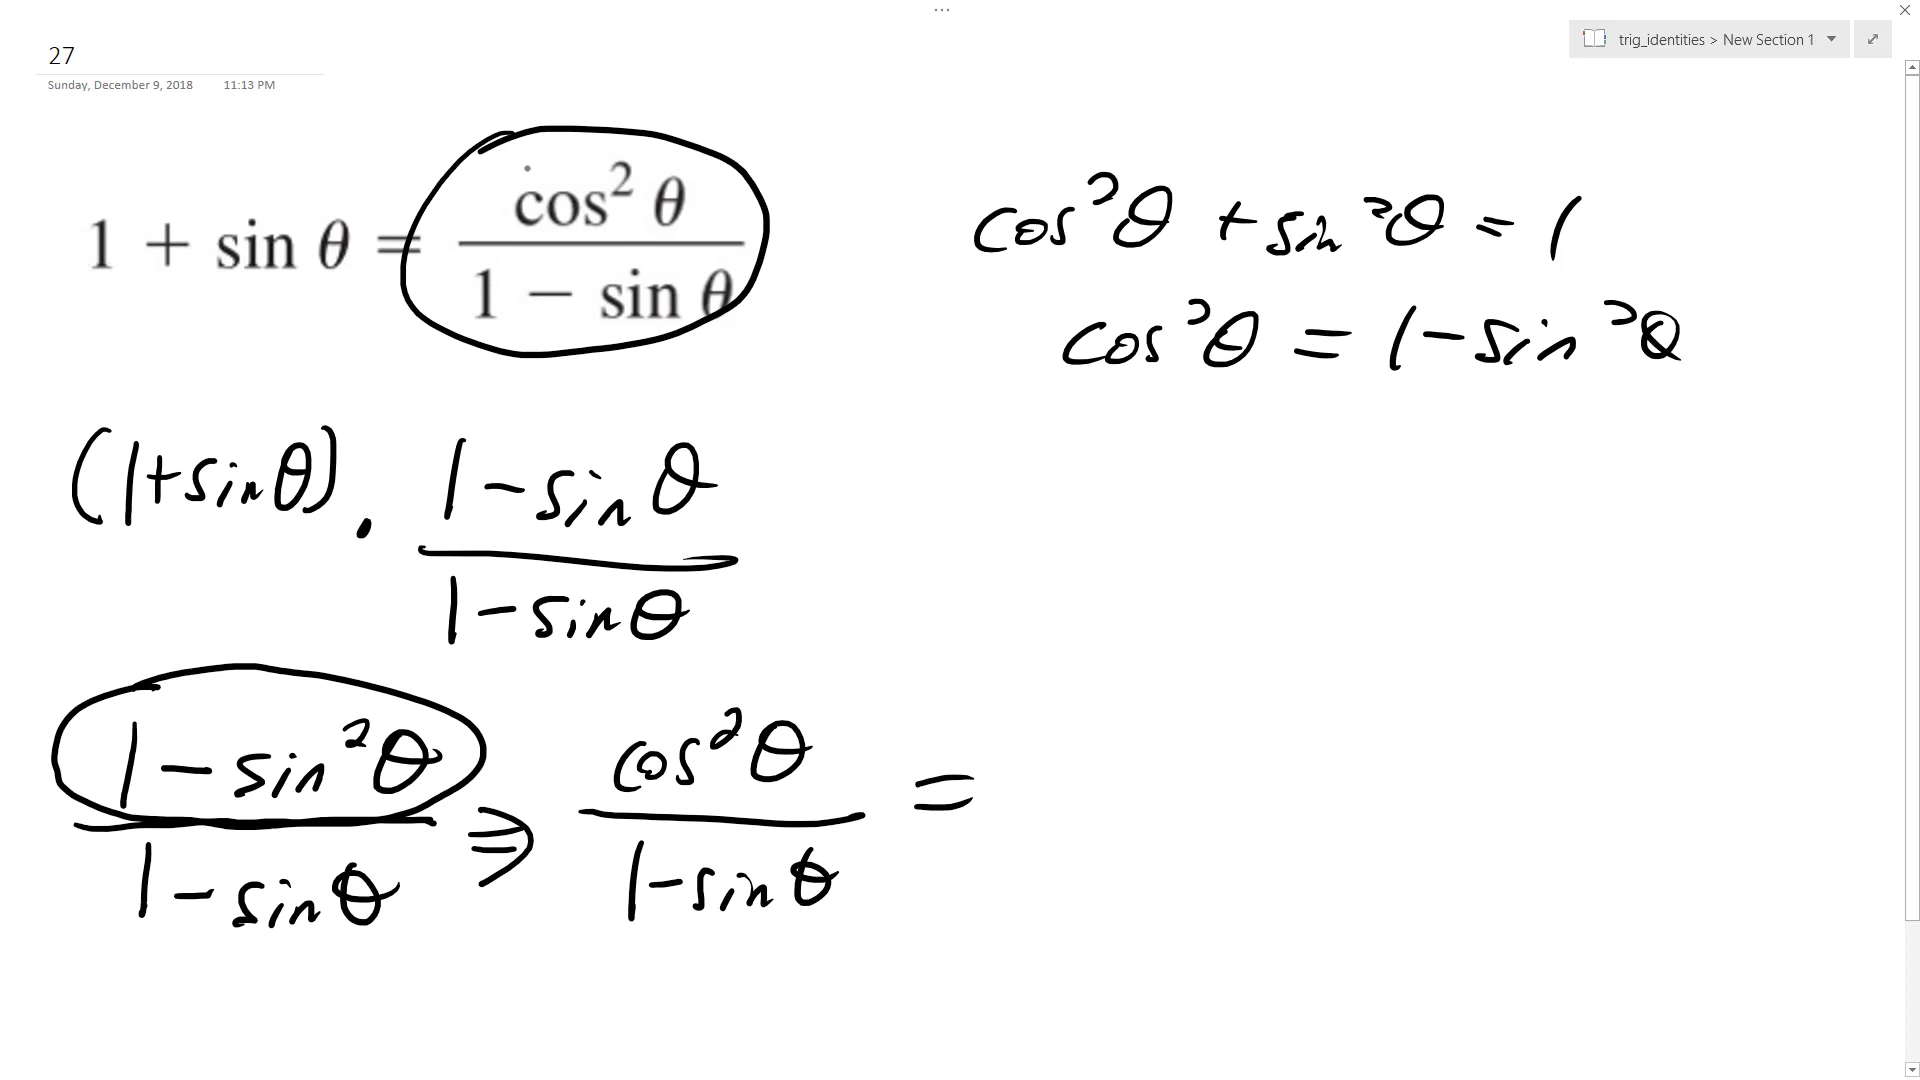 trig_identities > New Section 1
27
Sunday, December 9, 2018 11:13 PM
1 + sin θ = cos² θ / 1 − sin θ
cos²θ + sin²θ = 1
cos²θ = 1 - sin²θ
(1+sinθ) . 1-sinθ / 1-sinθ
1 - sin²θ / 1 - sinθ ⇒ cos²θ / 1-sinθ =